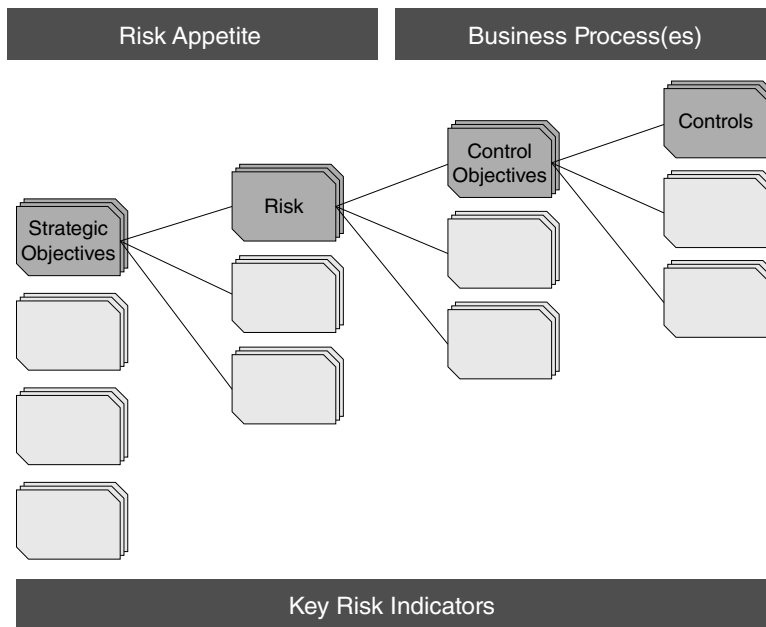 Risk Appetite
Business Process(es)
Controls
Control
Objectives
Risk
Strategic
Objectives
Key Risk Indicators